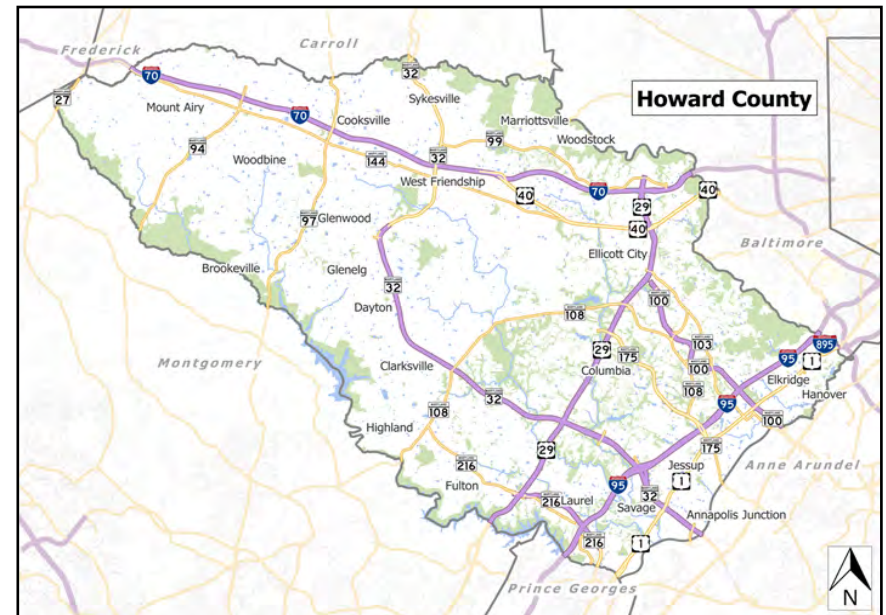 Frederick
Carroll
32
70
27
Mount Airy
Sykesville
Howard County
70
Cooksville
Marriottsville
94
99
Woodstock
Woodbine
144
32
West Friendship
70
40
40
29
97
Glenwood
40
Baltimore
Ellicott City
Brookeville
Glenelg
32
100
Dayton
108
103
895
29
175
95
1
Montgomery
Clarksville
Columbia
100
Elkridge
32
108
Hanover
108
95
100
Highland
29
175
216
Jessup
Anne Arundel
Fulton
95
1
216
Laurel
32
Savage
Annapolis Junction
216
1
Prince Georges
N